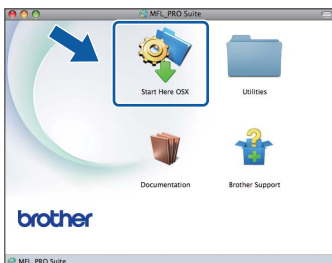 MFL_PRO Suite
Start Here OSX
Utilities
Documentation
Brother Support
brother
MFL_PRO Suite